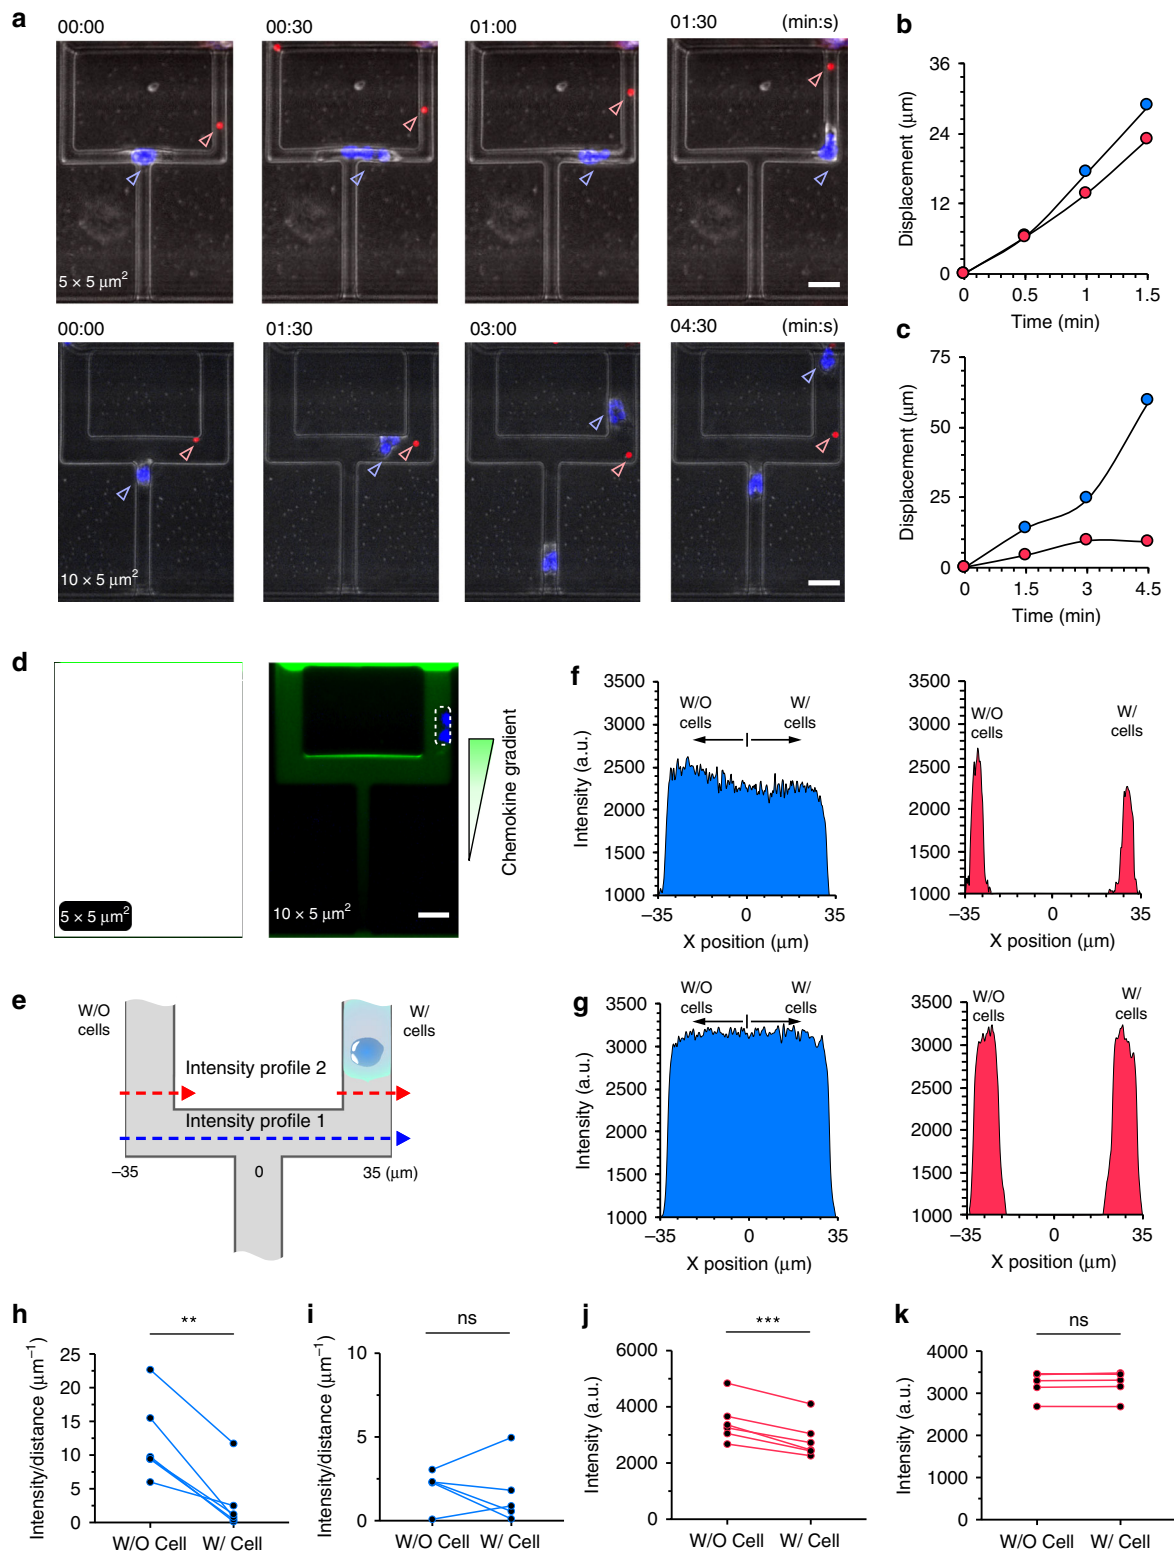 a
00:00
00:30
01:00
01:30
(min:s)
5 × 5 μm²
00:00
01:30
03:00
04:30
(min:s)
10 × 5 μm²
b
36
24
12
0
Displacement (μm)
0
0.5
1
1.5
Time (min)
c
75
50
25
0
Displacement (μm)
0
1.5
3
4.5
Time (min)
d
5 × 5 μm²
10 × 5 μm²
Chemokine gradient
e
W/O
cells
W/
cells
Intensity profile 2
Intensity profile 1
−35
0
35 (μm)
f
3500
3000
2500
2000
1500
1000
Intensity (a.u.)
W/O
cells
W/
cells
−35
0
35
X position (μm)
3500
3000
2500
2000
1500
1000
W/O
cells
W/
cells
−35
0
35
X position (μm)
g
3500
3000
2500
2000
1500
1000
Intensity (a.u.)
W/O
cells
W/
cells
−35
0
35
X position (μm)
3500
3000
2500
2000
1500
1000
W/O
cells
W/
cells
−35
0
35
X position (μm)
h
**
25
20
15
10
5
0
Intensity/distance (μm⁻¹)
W/O Cell
W/ Cell
i
ns
10
5
0
Intensity/distance (μm⁻¹)
W/O Cell
W/ Cell
j
***
6000
4000
2000
0
Intensity (a.u.)
W/O Cell
W/ Cell
k
ns
4000
3000
2000
1000
0
Intensity (a.u.)
W/O Cell
W/ Cell